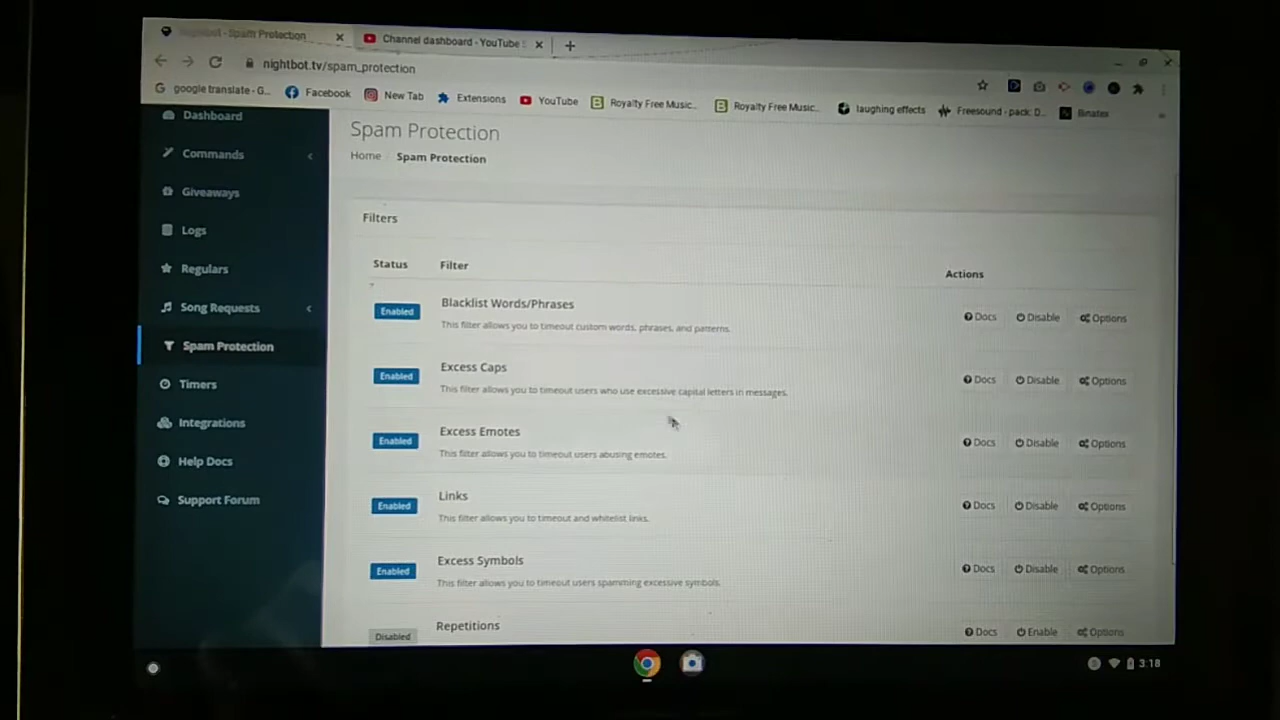 Nightbot - Spam Protection
Channel dashboard - YouTube
nightbot.tv/spam_protection
google translate - G...
Facebook
New Tab
Extensions
YouTube
Royalty Free Music...
Royalty Free Music...
laughing effects
Freesound - pack: D...
Binatex
Dashboard
Commands
Giveaways
Logs
Regulars
Song Requests
Spam Protection
Timers
Integrations
Help Docs
Support Forum
Spam Protection
Home Spam Protection
Filters
Status Filter Actions
Enabled Blacklist Words/Phrases
This filter allows you to timeout custom words, phrases, and patterns.
Docs Disable Options
Enabled Excess Caps
This filter allows you to timeout users who use excessive capital letters in messages.
Docs Disable Options
Enabled Excess Emotes
This filter allows you to timeout users abusing emotes.
Docs Disable Options
Enabled Links
This filter allows you to timeout and whitelist links.
Docs Disable Options
Enabled Excess Symbols
This filter allows you to timeout users spamming excessive symbols.
Docs Disable Options
Disabled Repetitions
Docs Enable Options
3:18